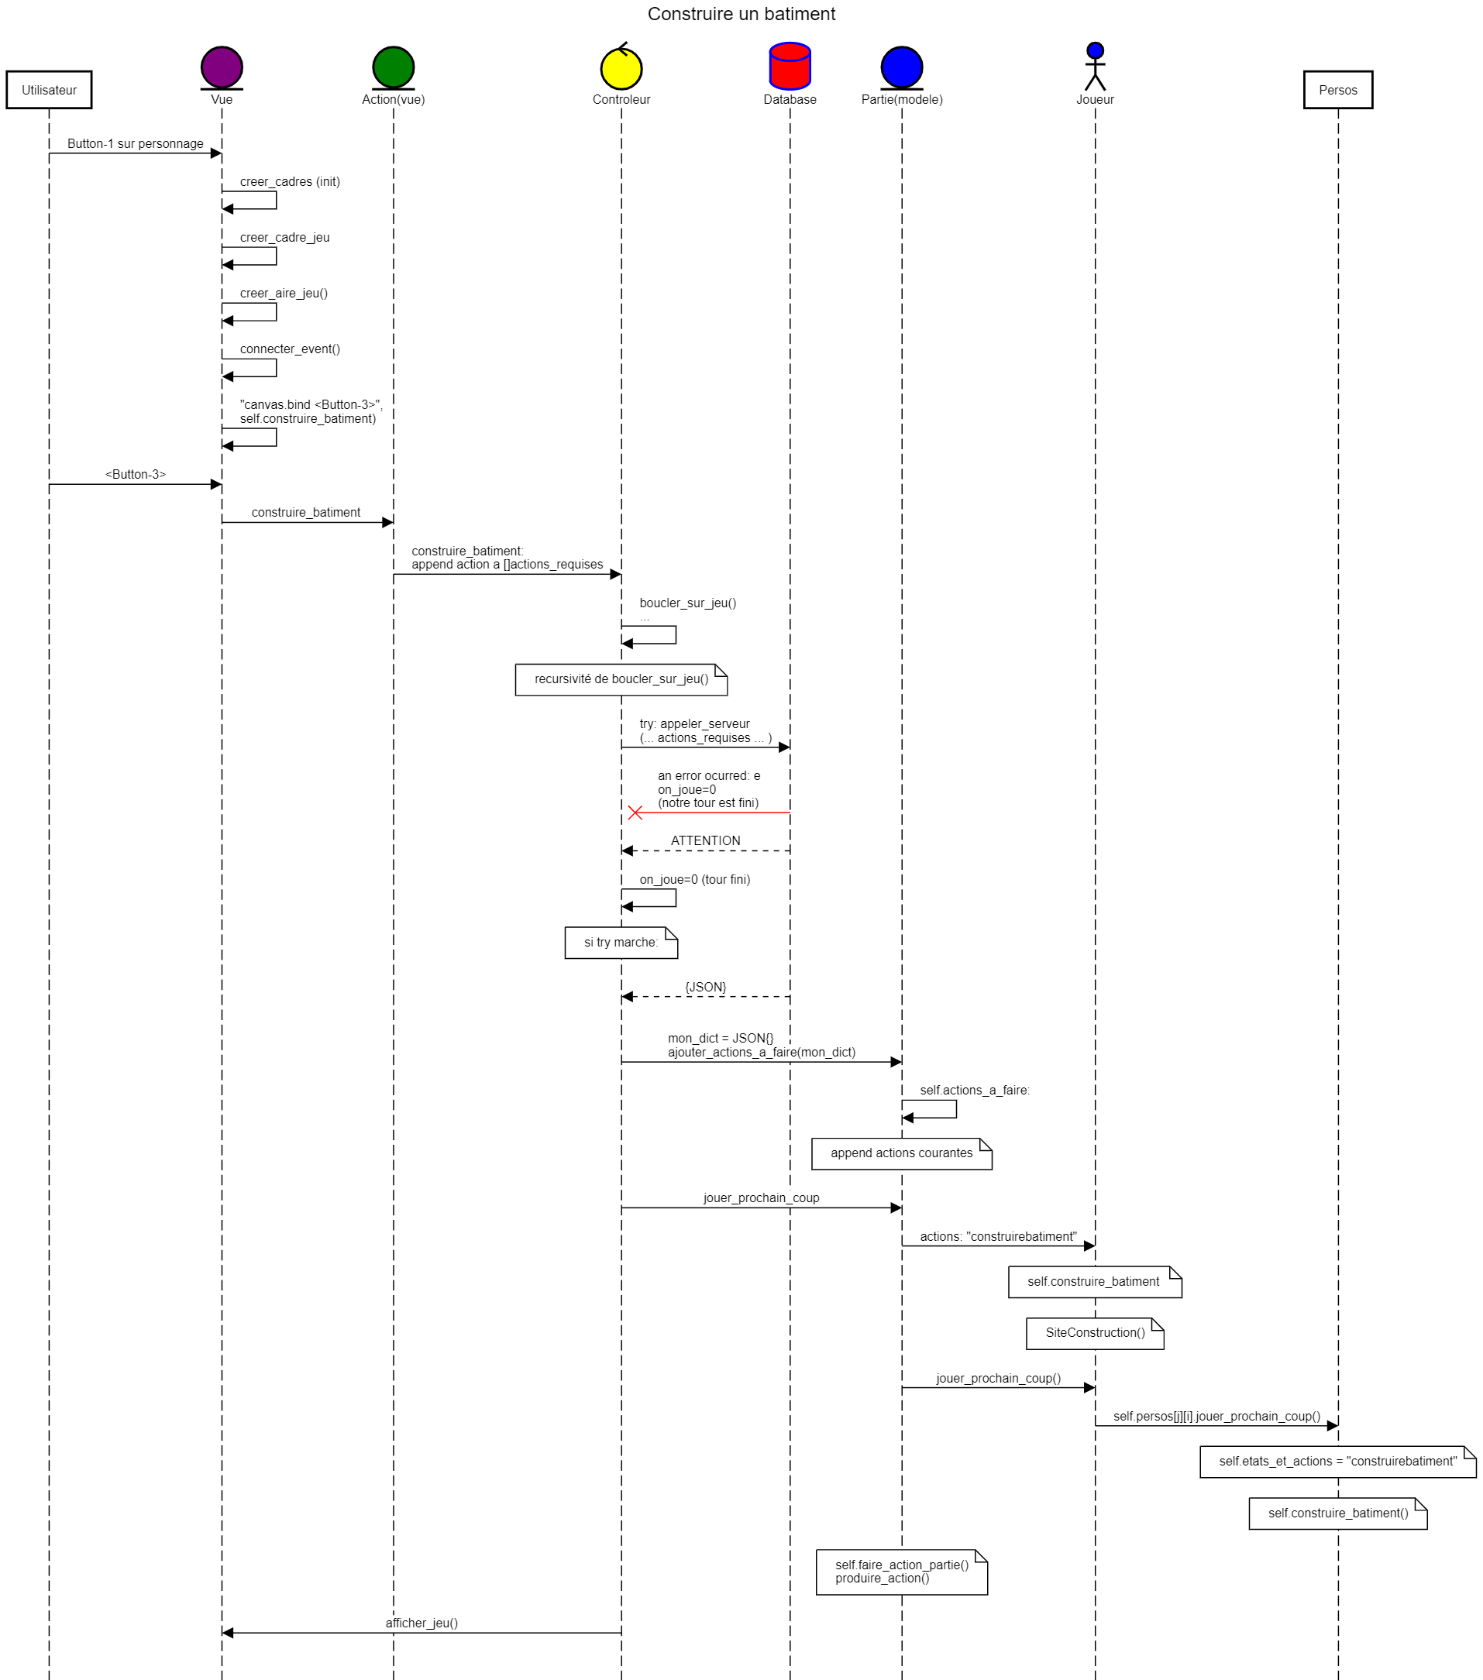 Construire un batiment
Utilisateur
Vue
Action(vue)
Controleur
Database
Partie(modele)
Joueur
Persos
Button-1 sur personnage
creer_cadres (init)
creer_cadre_jeu
creer_aire_jeu()
connecter_event()
"canvas.bind <Button-3>",
self.construire_batiment)
<Button-3>
construire_batiment
construire_batiment:
append action a []actions_requises
boucler_sur_jeu()
...
recursivité de boucler_sur_jeu()
try: appeler_serveur
(... actions_requises ... )
an error ocurred: e
on_joue=0
(notre tour est fini)
ATTENTION
on_joue=0 (tour fini)
si try marche:
{JSON}
mon_dict = JSON{}
ajouter_actions_a_faire(mon_dict)
self.actions_a_faire:
append actions courantes
jouer_prochain_coup
actions: "construirebatiment"
self.construire_batiment
SiteConstruction()
jouer_prochain_coup()
self.persos[j][i].jouer_prochain_coup()
self.etats_et_actions = "construirebatiment"
self.construire_batiment()
self.faire_action_partie()
produire_action()
afficher_jeu()